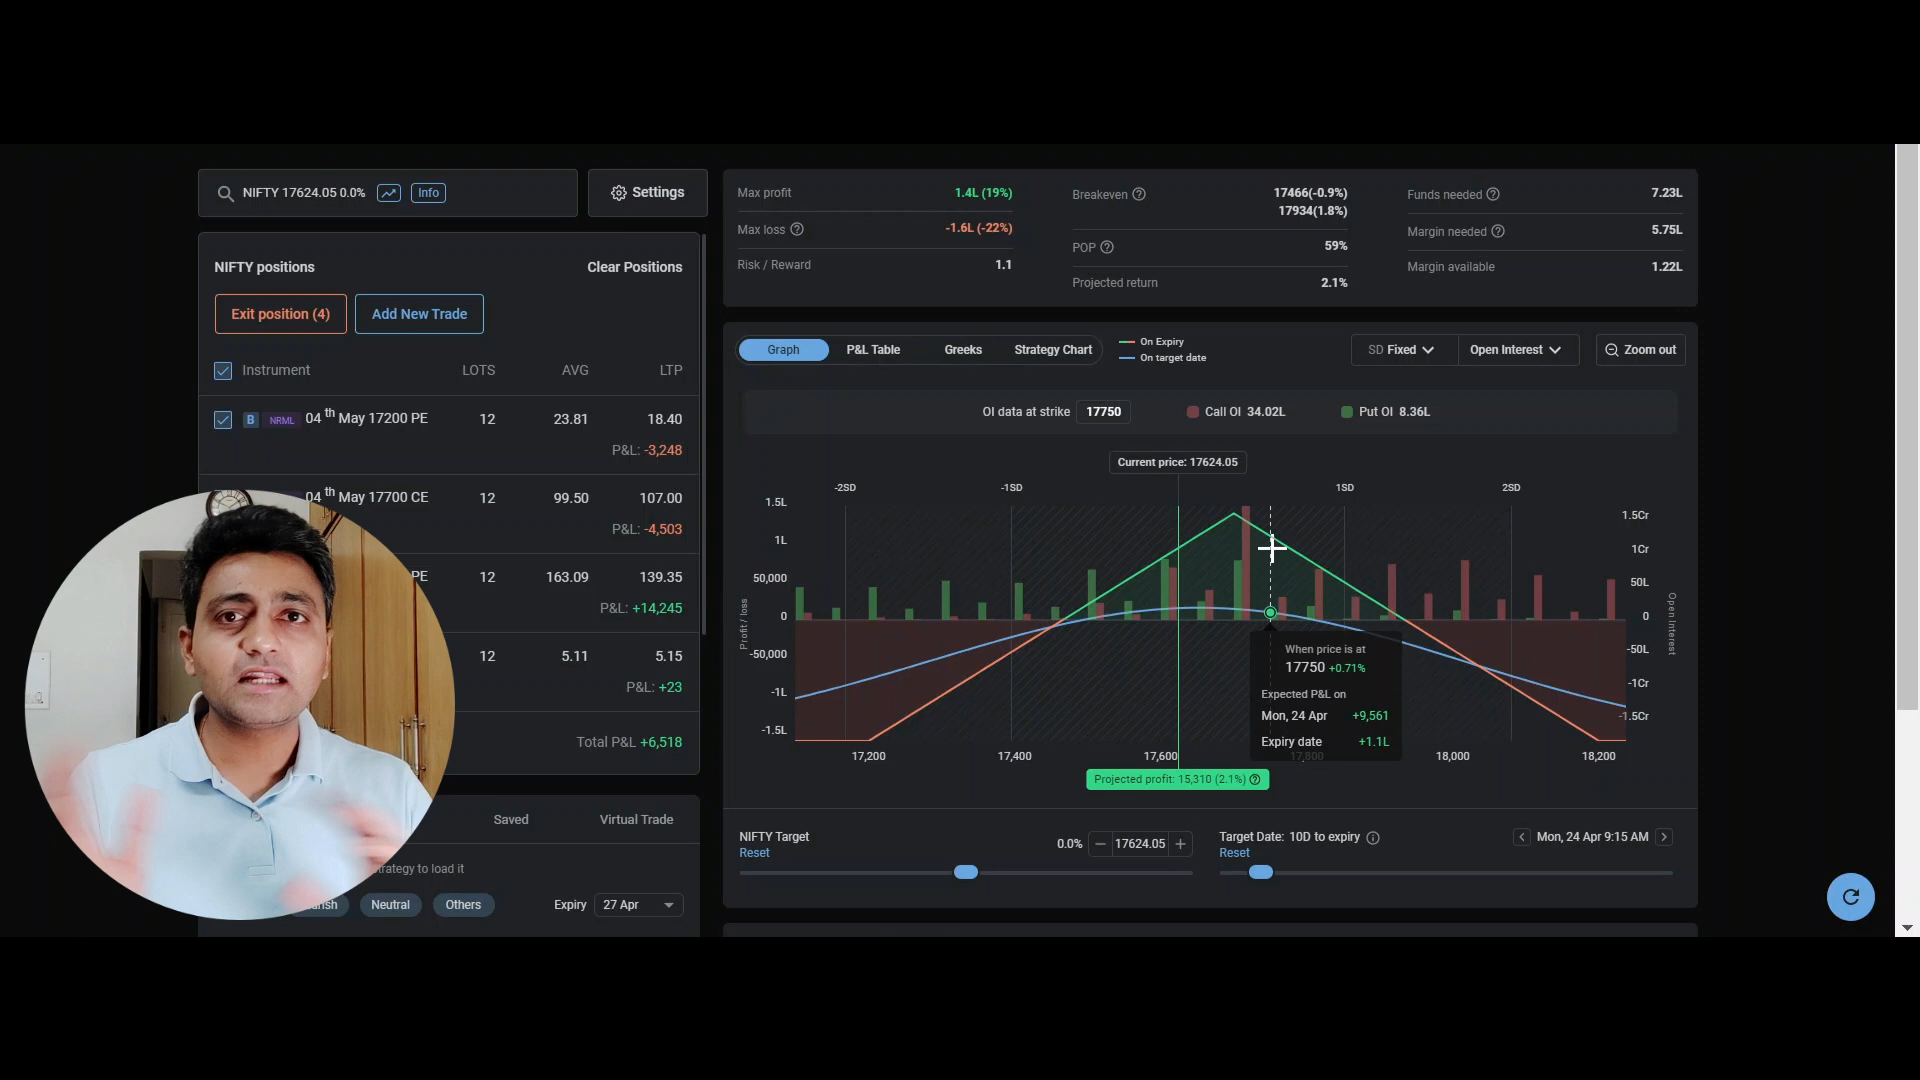 NIFTY 17624.05 0.0% Info
Settings
NIFTY positions Clear Positions
Exit position (4) Add New Trade
Instrument LOTS AVG LTP
B NRML 04 th May 17200 PE 12 23.81 18.40
P&L: -3,248
04 th May 17700 CE 12 99.50 107.00
P&L: -4,503
PE 12 163.09 139.35
P&L: +14,245
12 5.11 5.15
P&L: +23
Total P&L +6,518
Saved Virtual Trade
trategy to load it
Neutral Others Expiry 27 Apr
Max profit 1.4L (19%)
Max loss -1.6L (-22%)
Risk / Reward 1.1
Breakeven 17466(-0.9%)
17934(1.8%)
POP 59%
Projected return 2.1%
Funds needed 7.23L
Margin needed 5.75L
Margin available 1.22L
Graph P&L Table Greeks Strategy Chart
On Expiry
On target date
SD Fixed Open Interest Zoom out
OI data at strike 17750 Call OI 34.02L Put OI 8.36L
Current price: 17624.05
-2SD -1SD 1SD 2SD
1.5L
1L
50,000
0
-50,000
-1L
-1.5L
Profit / loss
1.5Cr
1Cr
50L
0
-50L
-1Cr
-1.5Cr
Open Interest
When price is at
17750 +0.71%
Expected P&L on
Mon, 24 Apr +9,561
Expiry date +1.1L
17,200 17,400 17,600 17,800 18,000 18,200
Projected profit: 15,310 (2.1%)
NIFTY Target 0.0% 17624.05
Reset
Target Date: 10D to expiry Mon, 24 Apr 9:15 AM
Reset